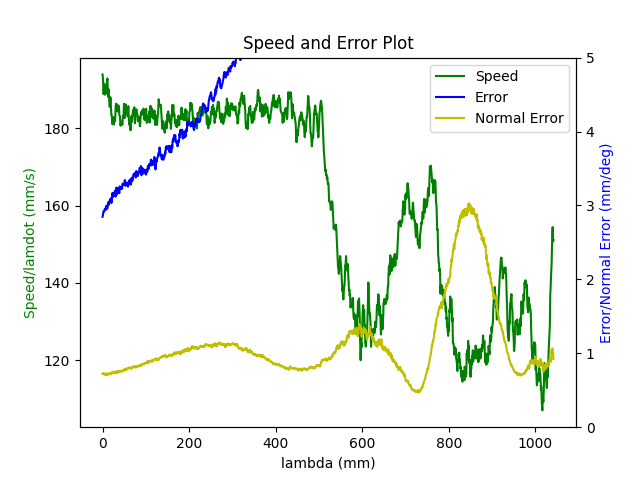 Speed and Error Plot
Speed
Error
Normal Error
Speed/lamdot (mm/s)
180
160
140
120
5
4
3
2
1
0
Error/Normal Error (mm/deg)
0
200
400
600
800
1000
lambda (mm)